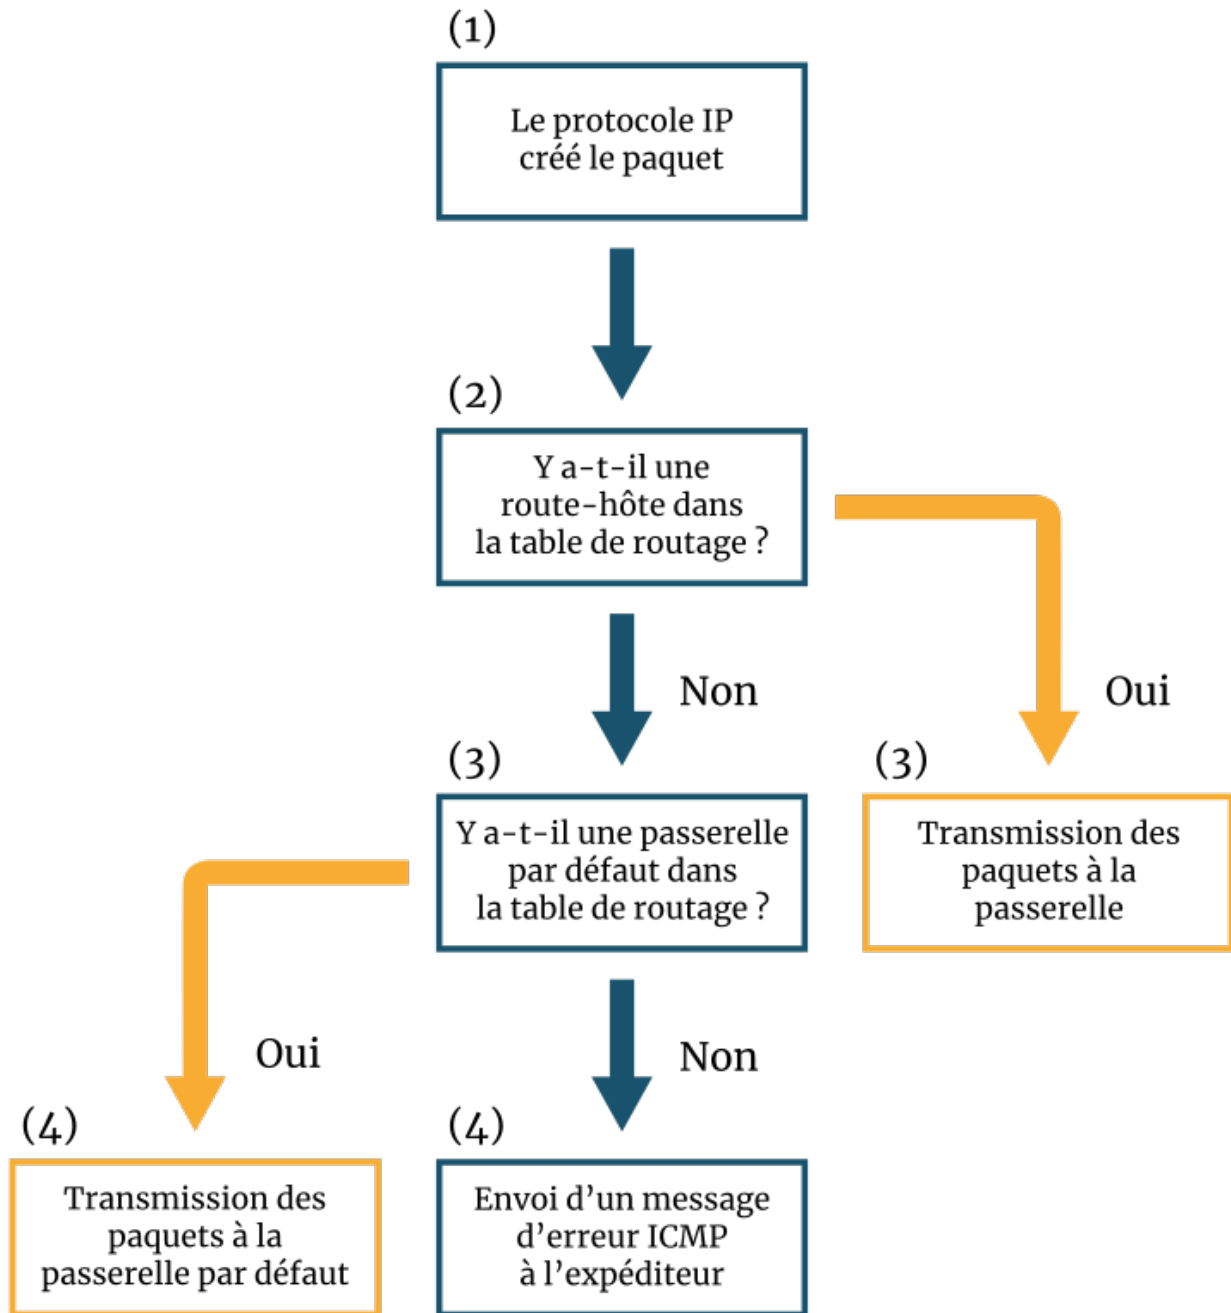 (1)
Le protocole IP
créé le paquet
(2)
Y a-t-il une
route-hôte dans
la table de routage ?
Non
Oui
(3)
Y a-t-il une passerelle
par défaut dans
la table de routage ?
(3)
Transmission des
paquets à la
passerelle
Oui
Non
(4)
Transmission des
paquets à la
passerelle par défaut
(4)
Envoi d’un message
d’erreur ICMP
à l’expéditeur